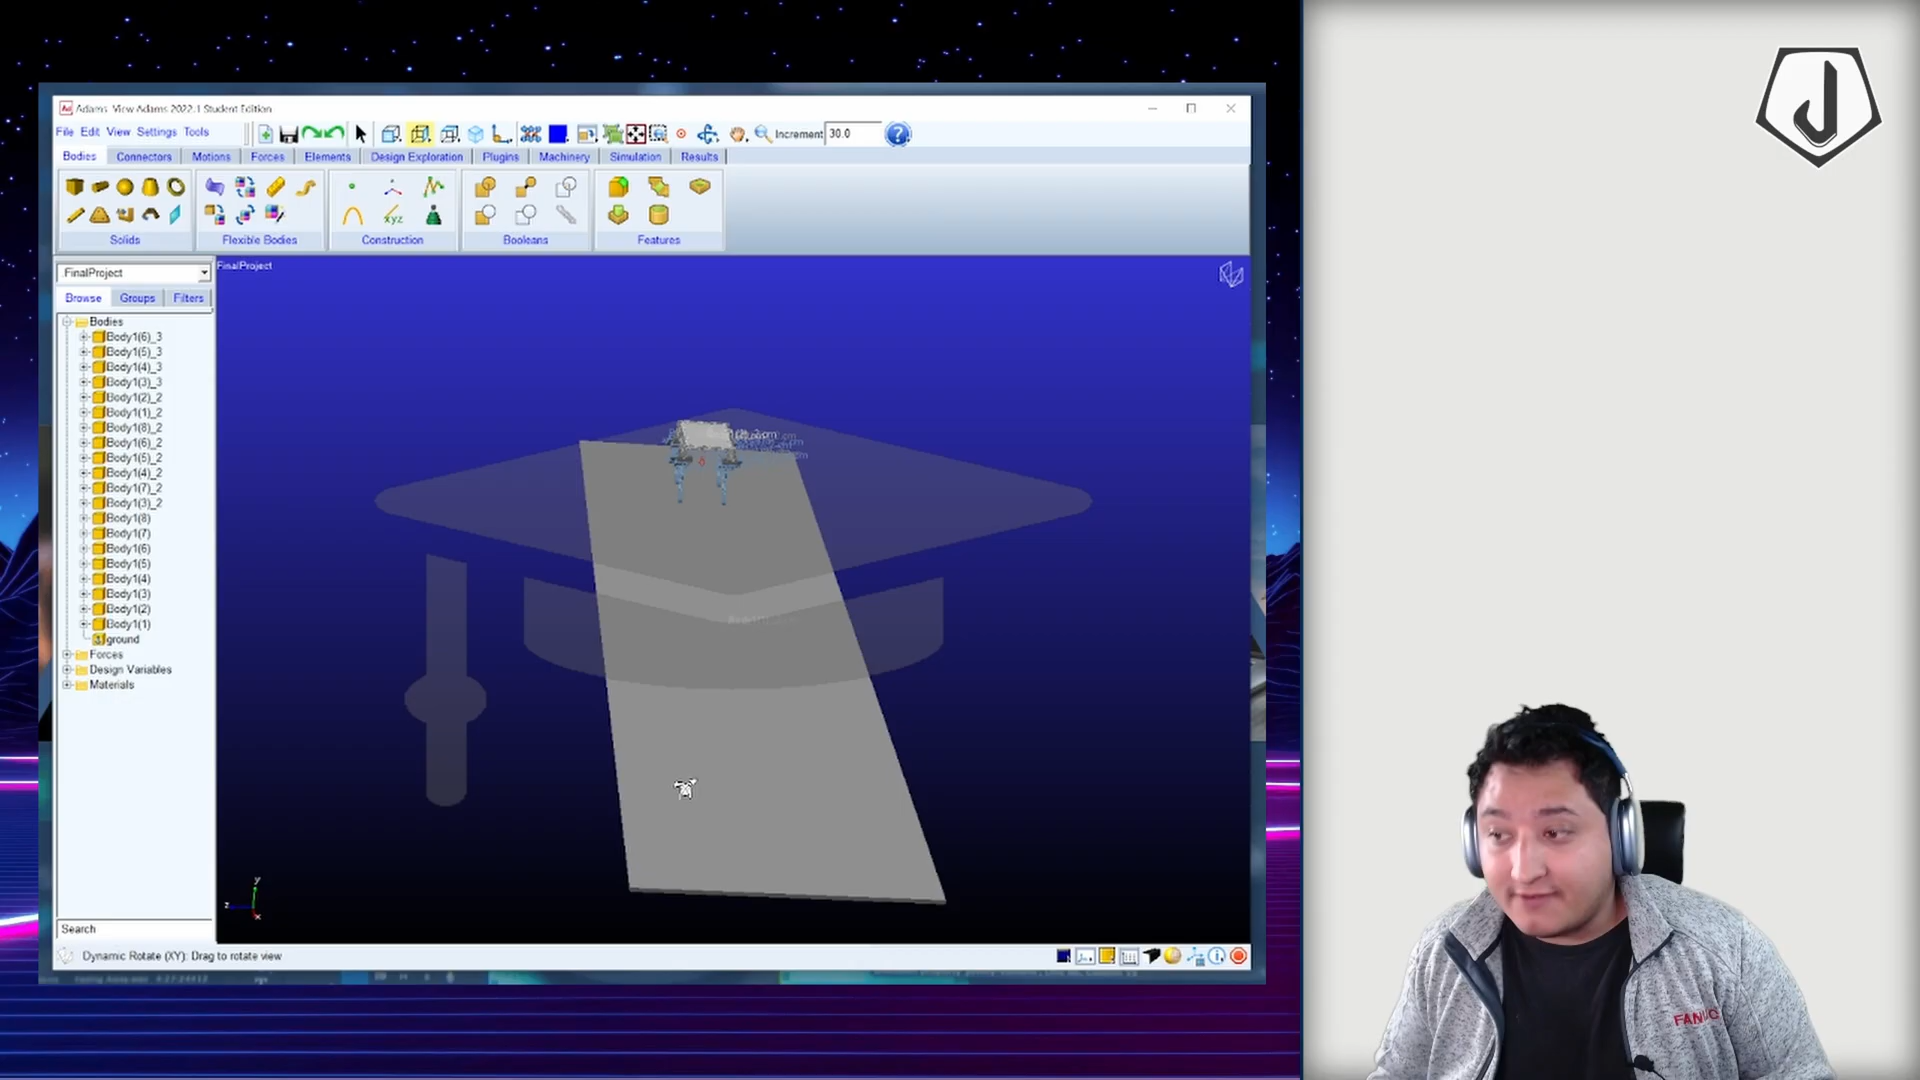 Adams View Adams 2022.1 Student Edition
File Edit View Settings Tools
Increment 30.0
Bodies Connectors Motions Forces Elements Design Exploration Plugins Machinery Simulation Results
xyz
Solids Flexible Bodies Construction Booleans Features
FinalProject
FinalProject
Browse Groups Filters
Bodies
Body1(6)_3
Body1(5)_3
Body1(4)_3
Body1(3)_3
Body1(2)_2
Body1(1)_2
Body1(8)_2
Body1(6)_2
Body1(5)_2
Body1(4)_2
Body1(7)_2
Body1(3)_2
Body1(8)
Body1(7)
Body1(6)
Body1(5)
Body1(4)
Body1(3)
Body1(2)
Body1(1)
ground
Forces
Design Variables
Materials
y
z
x
Search
Dynamic Rotate (XY): Drag to rotate view
J